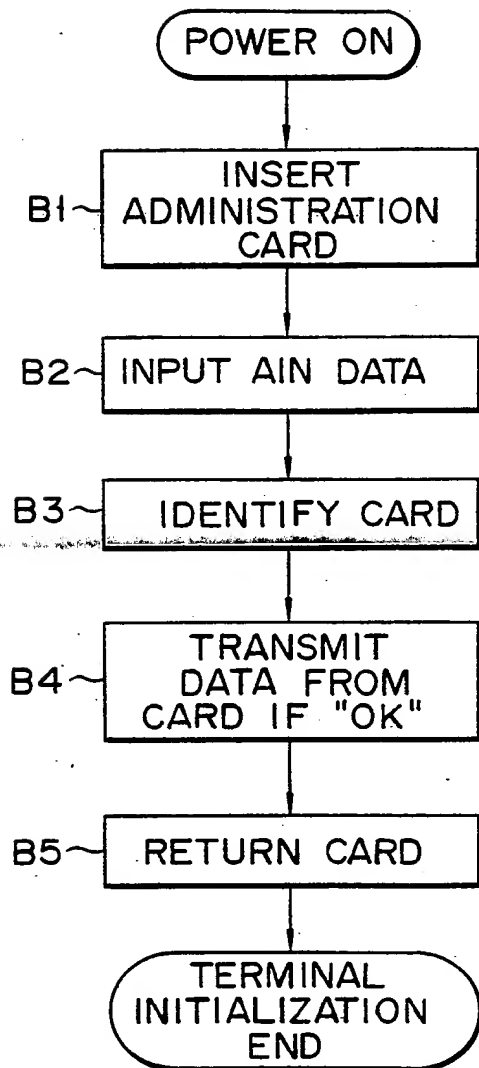 POWER ON
INSERT
B1 ADMINISTRATION
CARD
B2 INPUT AIN DATA
B3 IDENTIFY CARD
TRANSMIT
B4 DATA FROM
CARD IF "OK"
B5 RETURN CARD
TERMINAL
INITIALIZATION
END